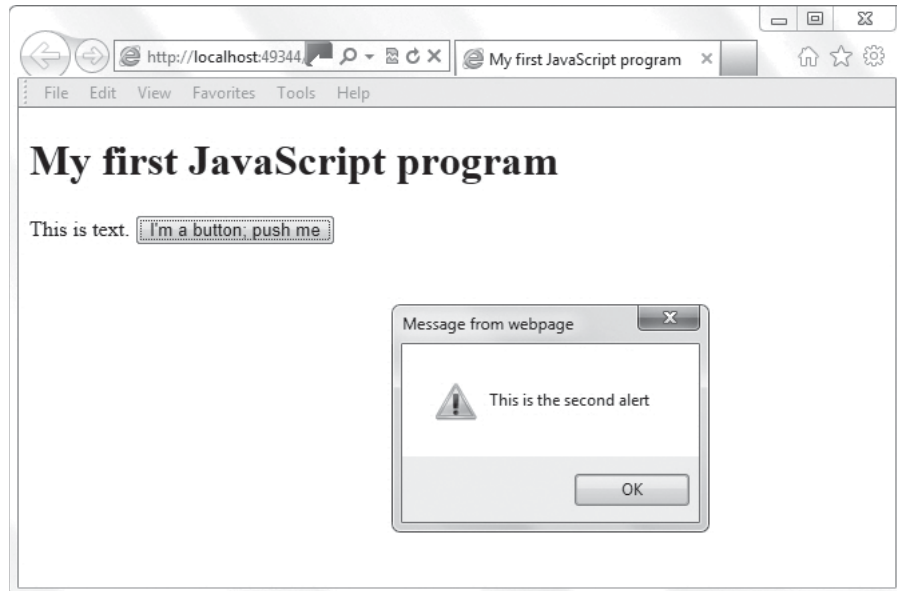 http://localhost:49344/
My first JavaScript program
File Edit View Favorites Tools Help
My first JavaScript program
This is text. I'm a button; push me
Message from webpage
This is the second alert
OK